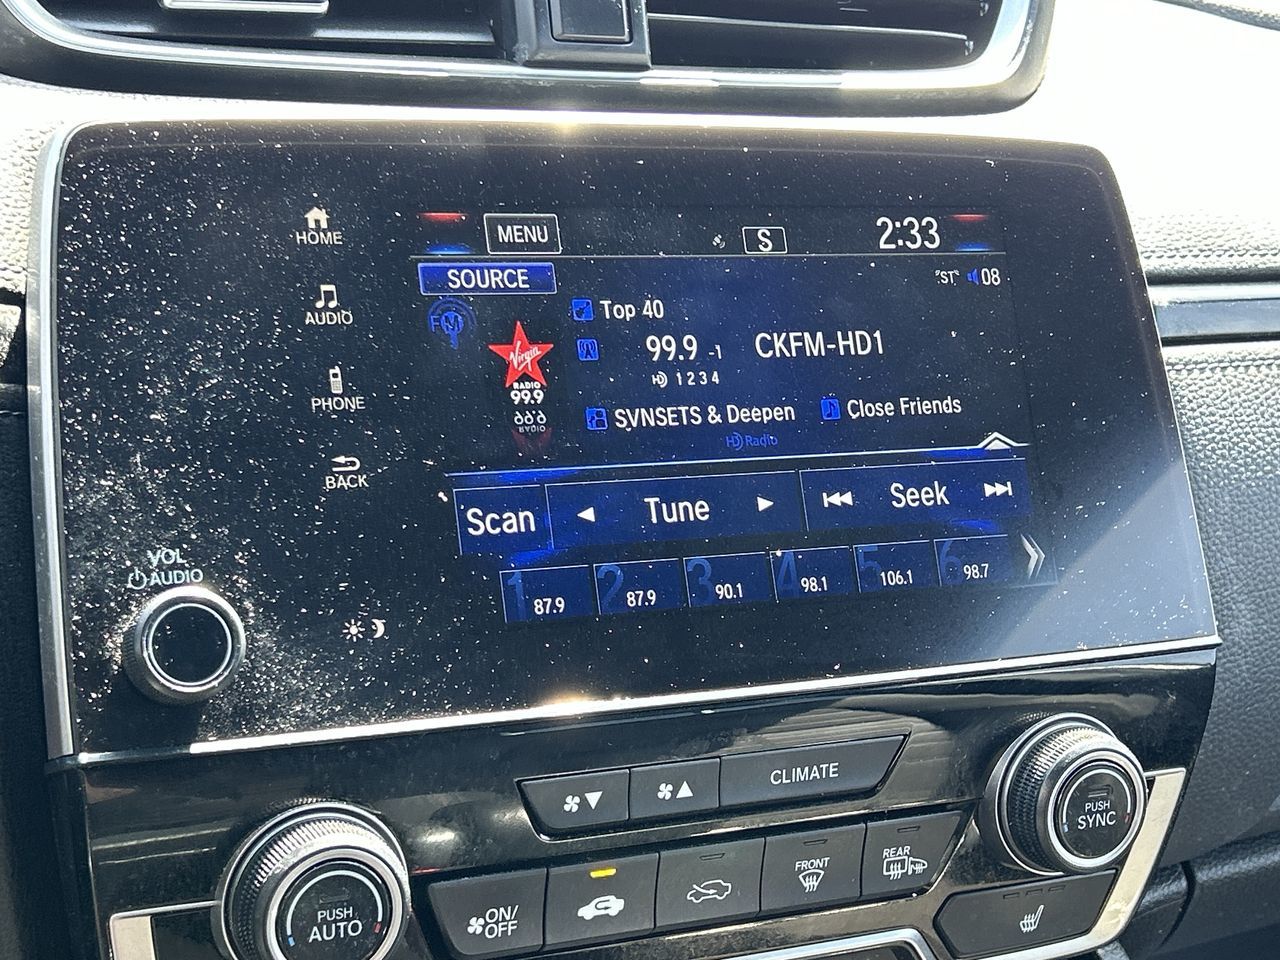 HOME
MENU
S
2:33
SOURCE
"ST"
08
AUDIO
FM
Top 40
Virgin
RADIO
99.9
99.9 -1
CKFM-HD1
HD 1 2 3 4
PHONE
SVNSETS & Deepen
Close Friends
HD Radio
BACK
Scan
Tune
Seek
VOL
AUDIO
1 87.9
2 87.9
3 90.1
4 98.1
5 106.1
6 98.7
CLIMATE
PUSH
SYNC
PUSH
AUTO
ON/
OFF
FRONT
REAR